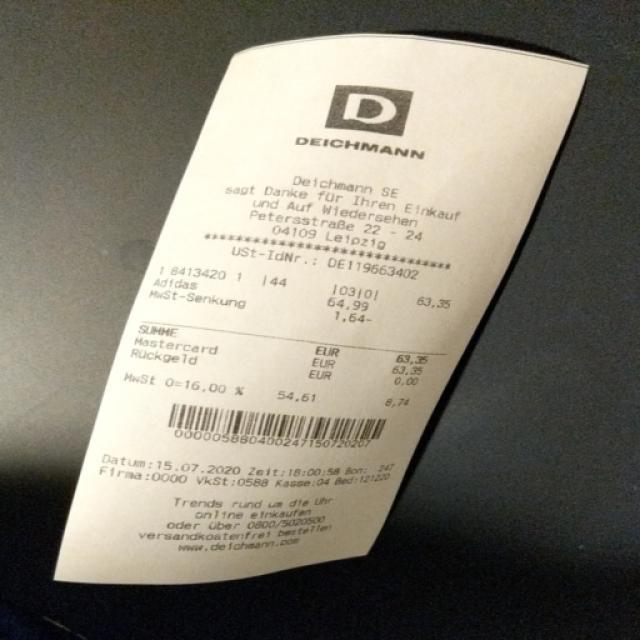 D
DEICHMANN
Deichmann SE
sagt Danke für Ihren Einkauf
und Auf Wiedersehen
Petersstraße 22 - 24
04109 Leipzig
********************************
USt-IdNr.: DE119663402
1 8413420 1 |44 |03|0| 63,35
Adidas 64,99
MwSt-Senkung 1,64-
SUMME EUR 63,35
Mastercard EUR 63,35
Rückgeld EUR 0,00
MwSt 0=16,00 % 54,61 8,74
000005880400247150720207
Datum:15.07.2020 Zeit:18:00:58 Bon: 247
Firma:0000 VkSt:0588 Kasse:04 Bed:121220
Trends rund um die Uhr
online einkaufen
oder über 0800/5020500
versandkostenfrei bestellen
www.deichmann.com